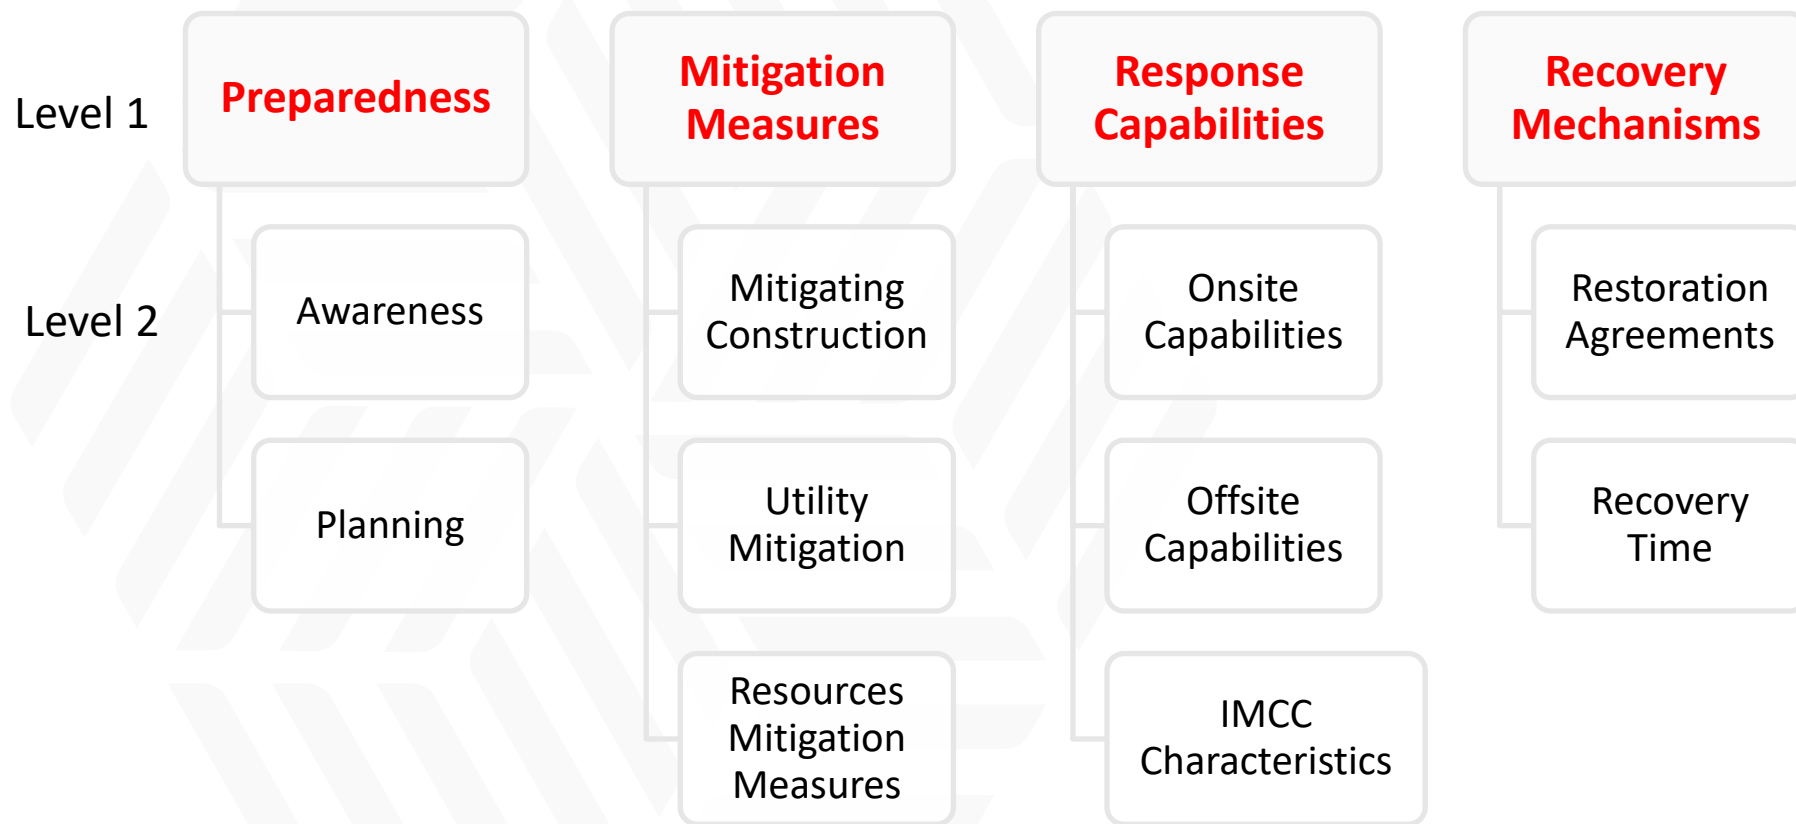 Level 1
Preparedness
Mitigation
Measures
Response
Capabilities
Recovery
Mechanisms
Level 2
Awareness
Mitigating
Construction
Onsite
Capabilities
Restoration
Agreements
Planning
Utility
Mitigation
Offsite
Capabilities
Recovery
Time
Resources
Mitigation
Measures
IMCC
Characteristics